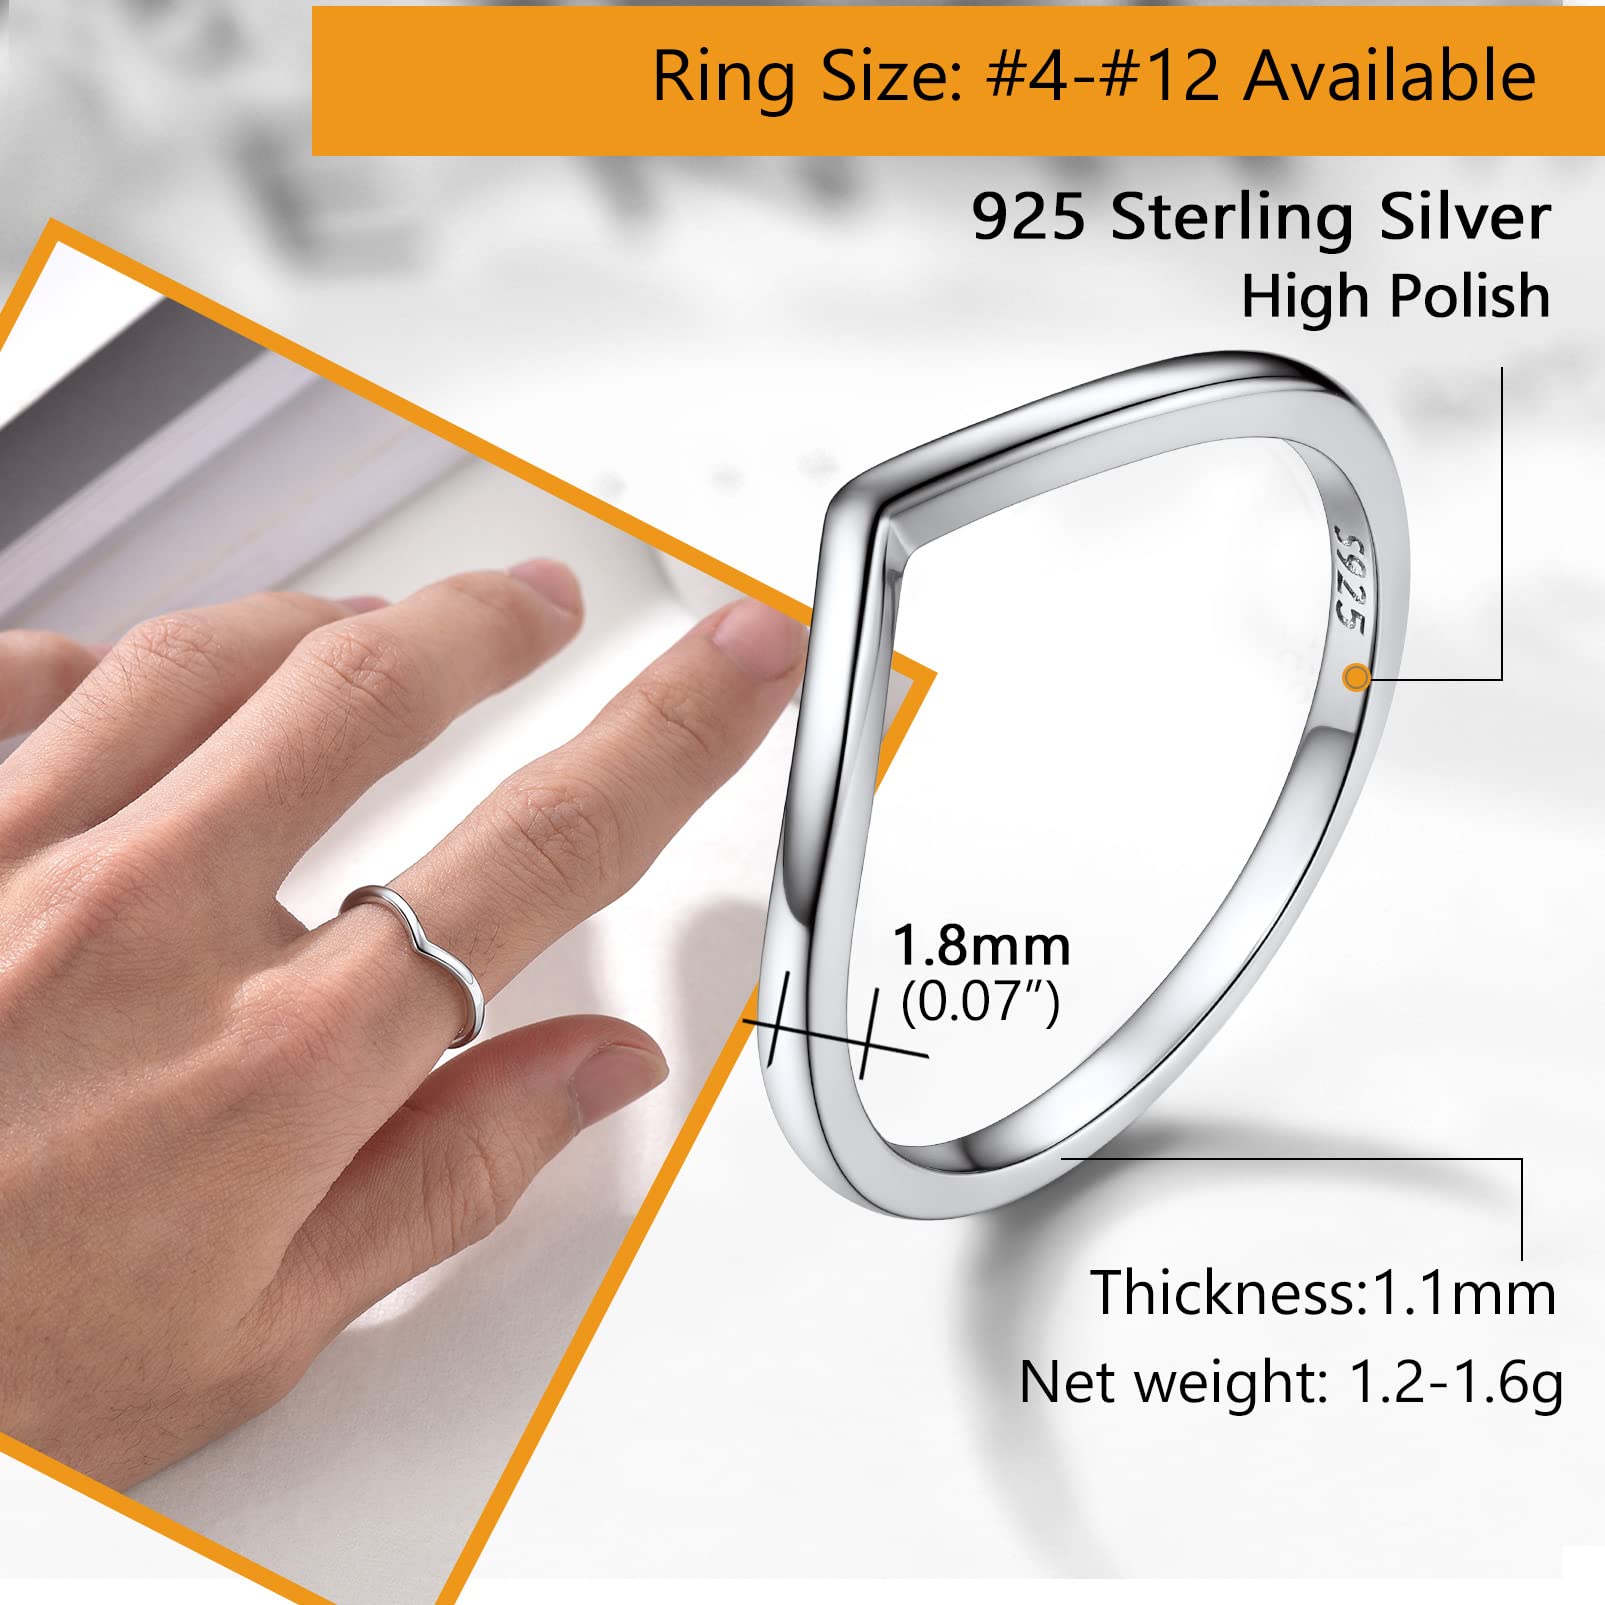 Ring Size: #4-#12 Available
925 Sterling Silver
High Polish
S925
1.8mm
(0.07”)
Thickness:1.1mm
Net weight: 1.2-1.6g